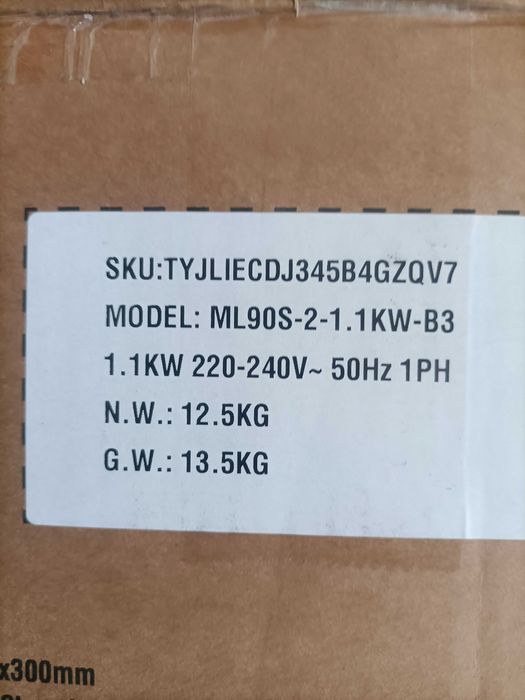 SKU:TYJLIECDJ345B4GZQV7
MODEL: ML90S-2-1.1KW-B3
1.1KW 220-240V~ 50Hz 1PH
N.W.: 12.5KG
G.W.: 13.5KG
x300mm